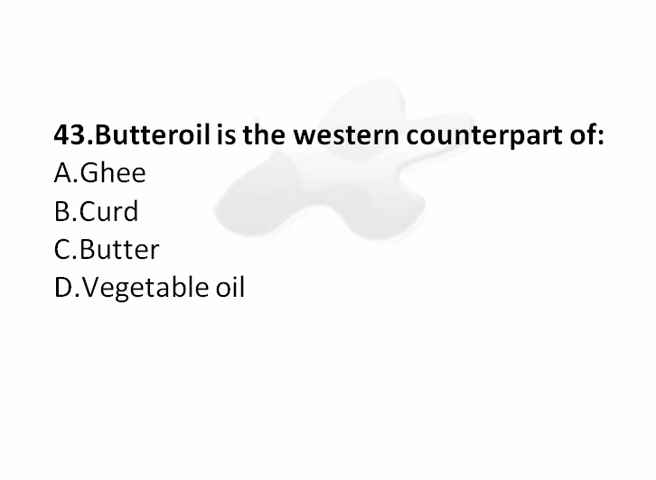 43.Butteroil is the western counterpart of:
A.Ghee
B.Curd
C.Butter
D.Vegetable oil